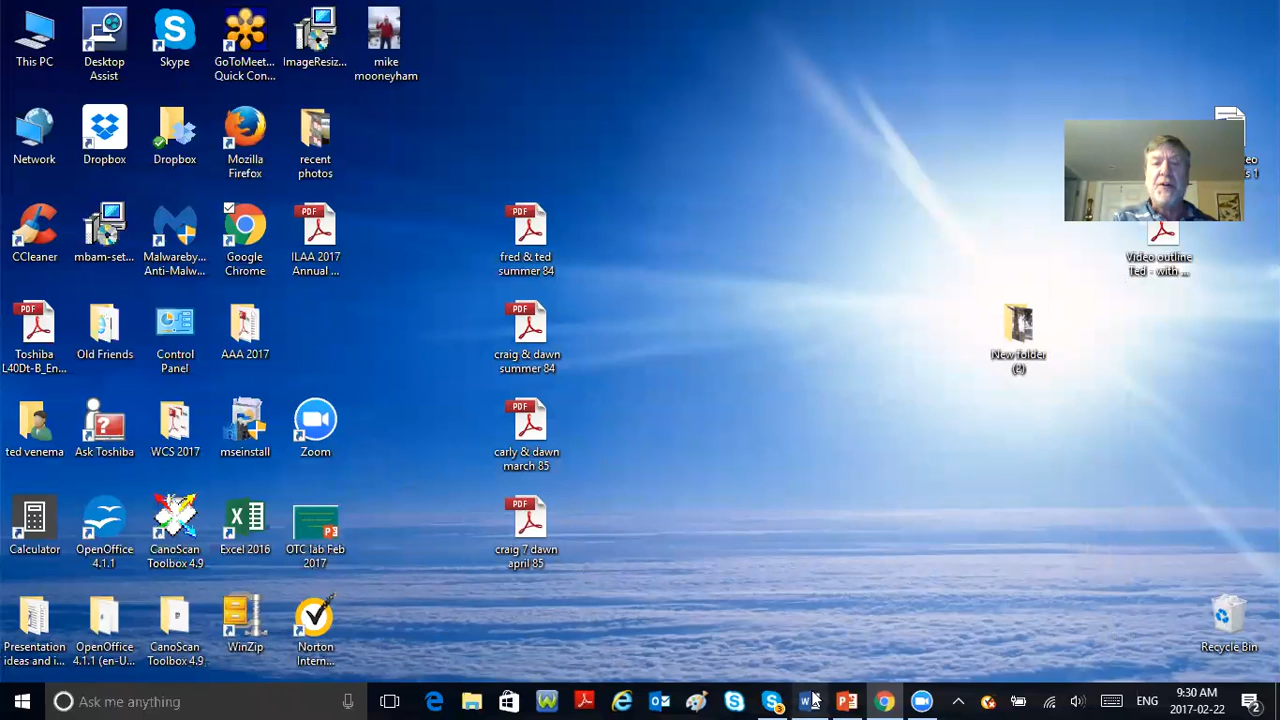 This PC
Desktop
Assist
Skype
GoToMeet...
Quick Con...
ImageResiz...
mike
mooneyham
Network
Dropbox
Dropbox
Mozilla
Firefox
recent
photos
CCleaner
mbam-set...
Malwareby...
Anti-Malw...
Google
Chrome
PDF
ILAA 2017
Annual ...
PDF
fred & ted
summer 84
Video outline
Ted - with ...
PDF
Toshiba
L40Dt-B_En...
Old Friends
Control
Panel
AAA 2017
PDF
craig & dawn
summer 84
New folder
(2)
ted venema
Ask Toshiba
WCS 2017
mseinstall
Zoom
PDF
carly & dawn
march 85
Calculator
OpenOffice
4.1.1
CanoScan
Toolbox 4.9
Excel 2016
OTC lab Feb
2017
PDF
craig 7 dawn
april 85
Presentation
ideas and i...
OpenOffice
4.1.1 (en-U...
CanoScan
Toolbox 4.9
WinZip
Norton
Intern...
Recycle Bin
Ask me anything
ENG
9:30 AM
2017-02-22